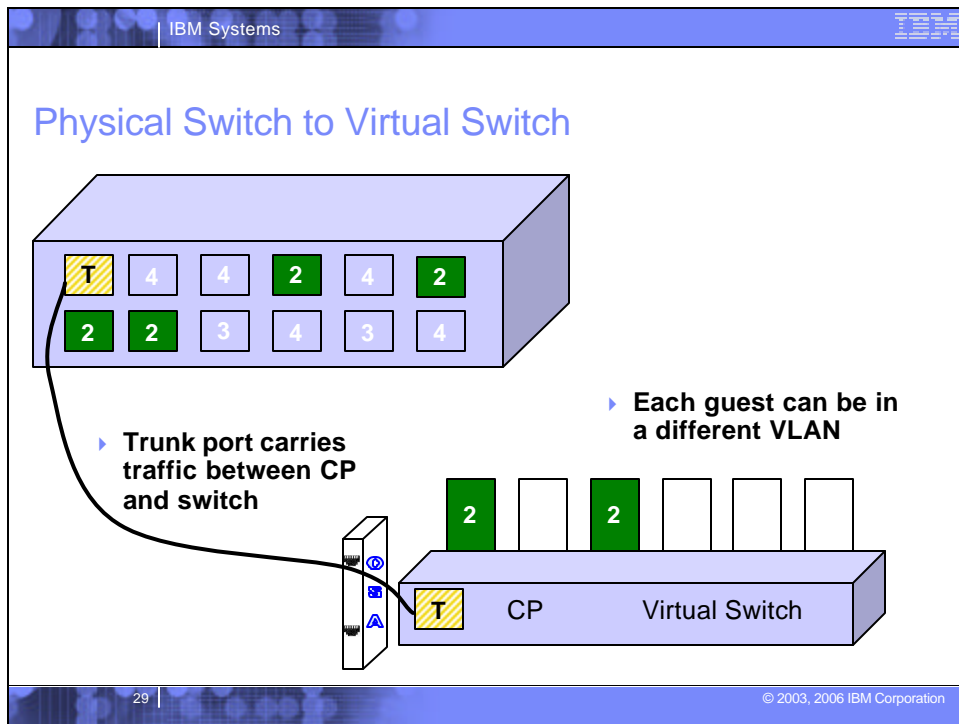 IBM Systems
IBM
Physical Switch to Virtual Switch
T 4 4 2 4 2
2 2 3 4 3 4
Each guest can be in
a different VLAN
Trunk port carries
traffic between CP
and switch
2 2
O
S
A
T CP Virtual Switch
29
© 2003, 2006 IBM Corporation